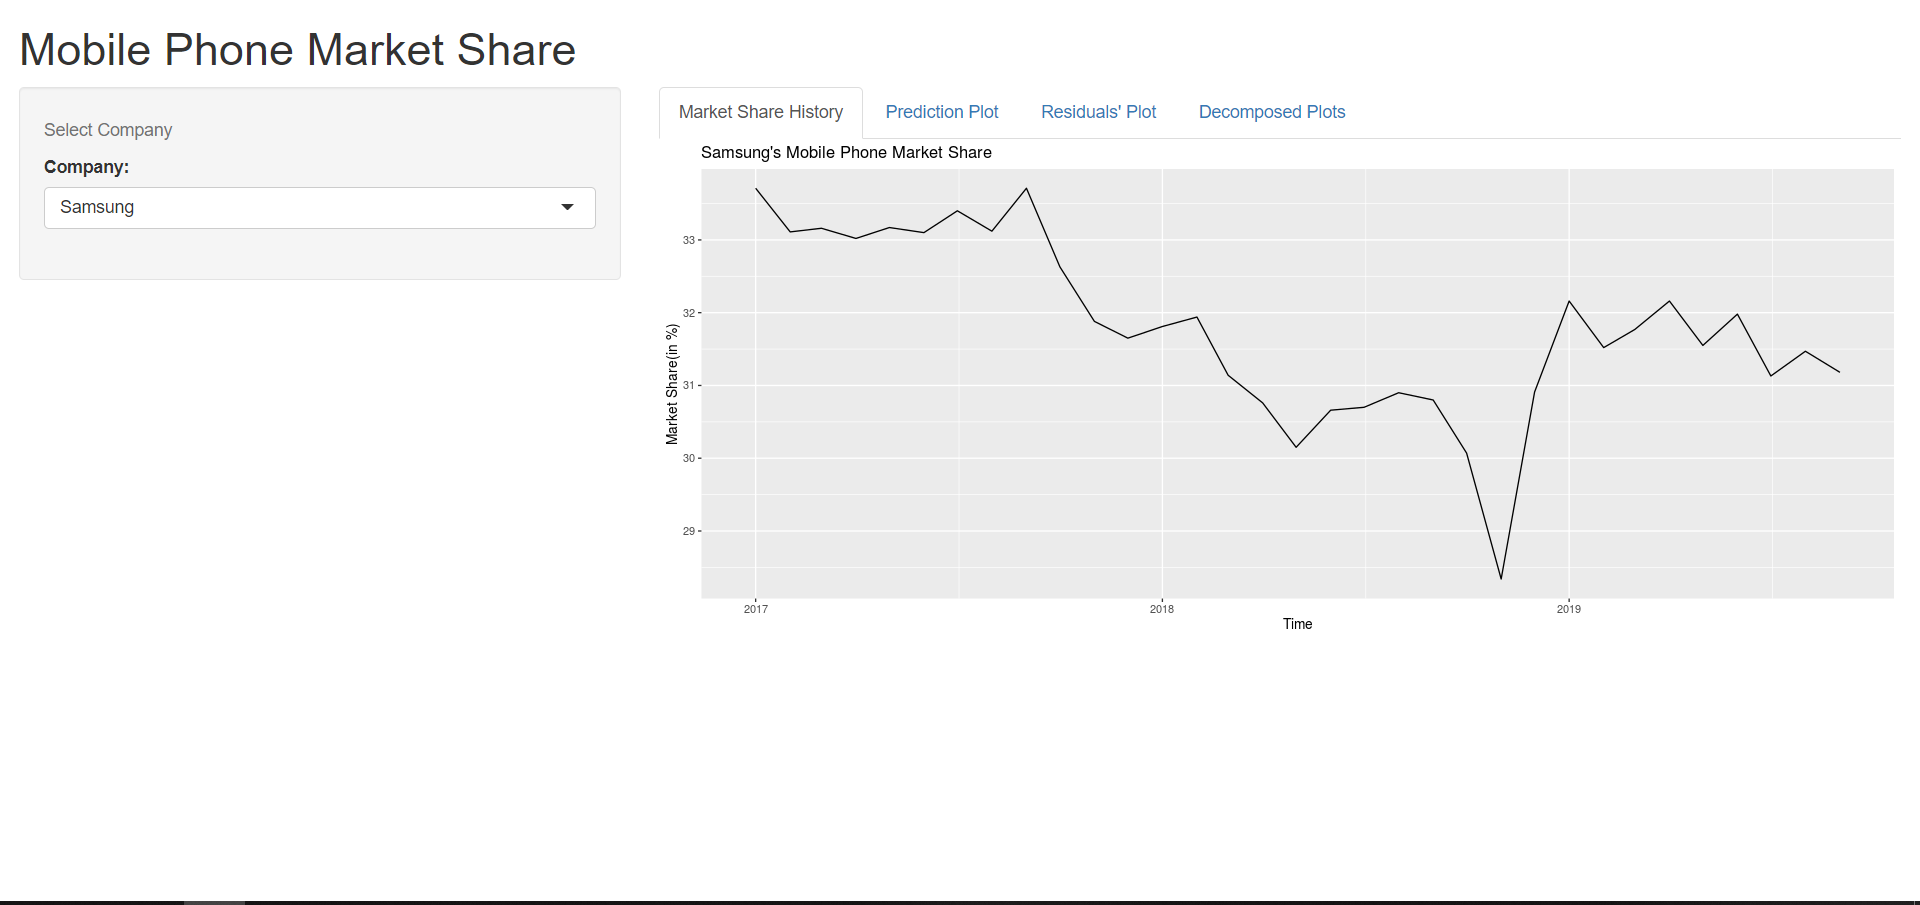 Mobile Phone Market Share
Select Company
Company:
Samsung
Market Share History
Prediction Plot
Residuals' Plot
Decomposed Plots
Samsung's Mobile Phone Market Share
Market Share(in %)
33
32
31
30
29
2017
2018
2019
Time